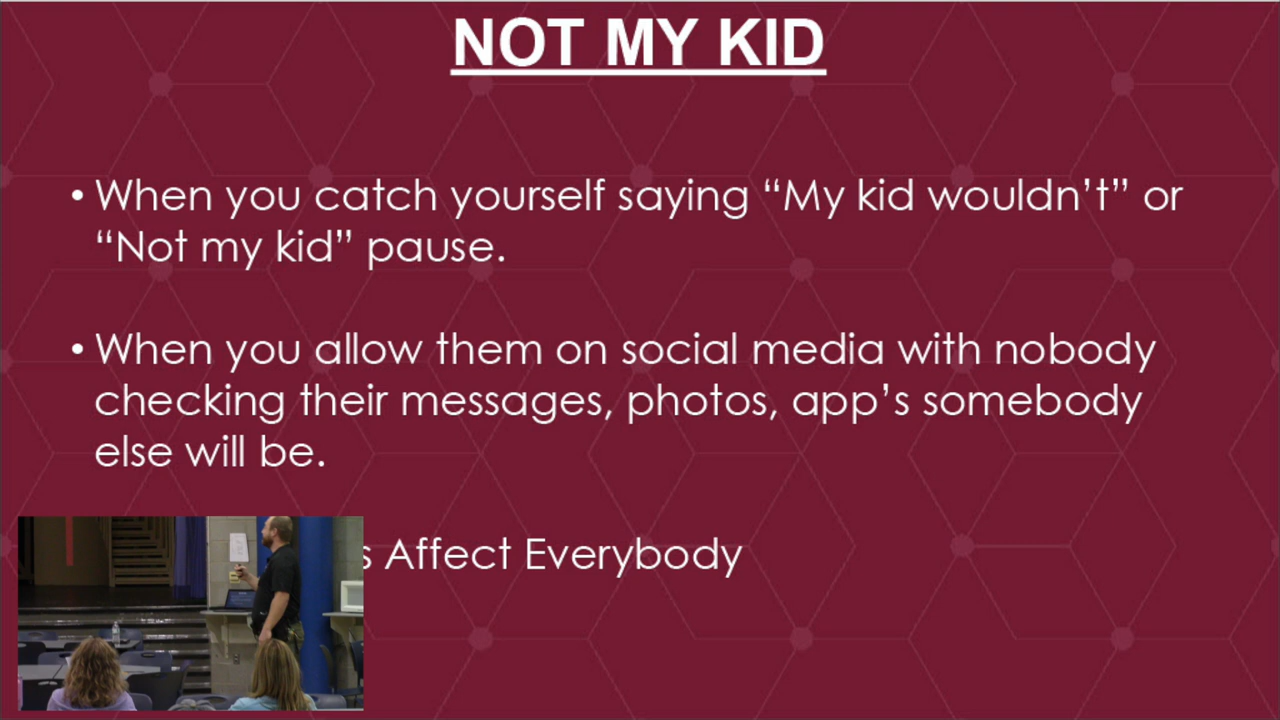 NOT MY KID
• When you catch yourself saying “My kid wouldn’t” or
“Not my kid” pause.
• When you allow them on social media with nobody
checking their messages, photos, app’s somebody
else will be.
Affect Everybody